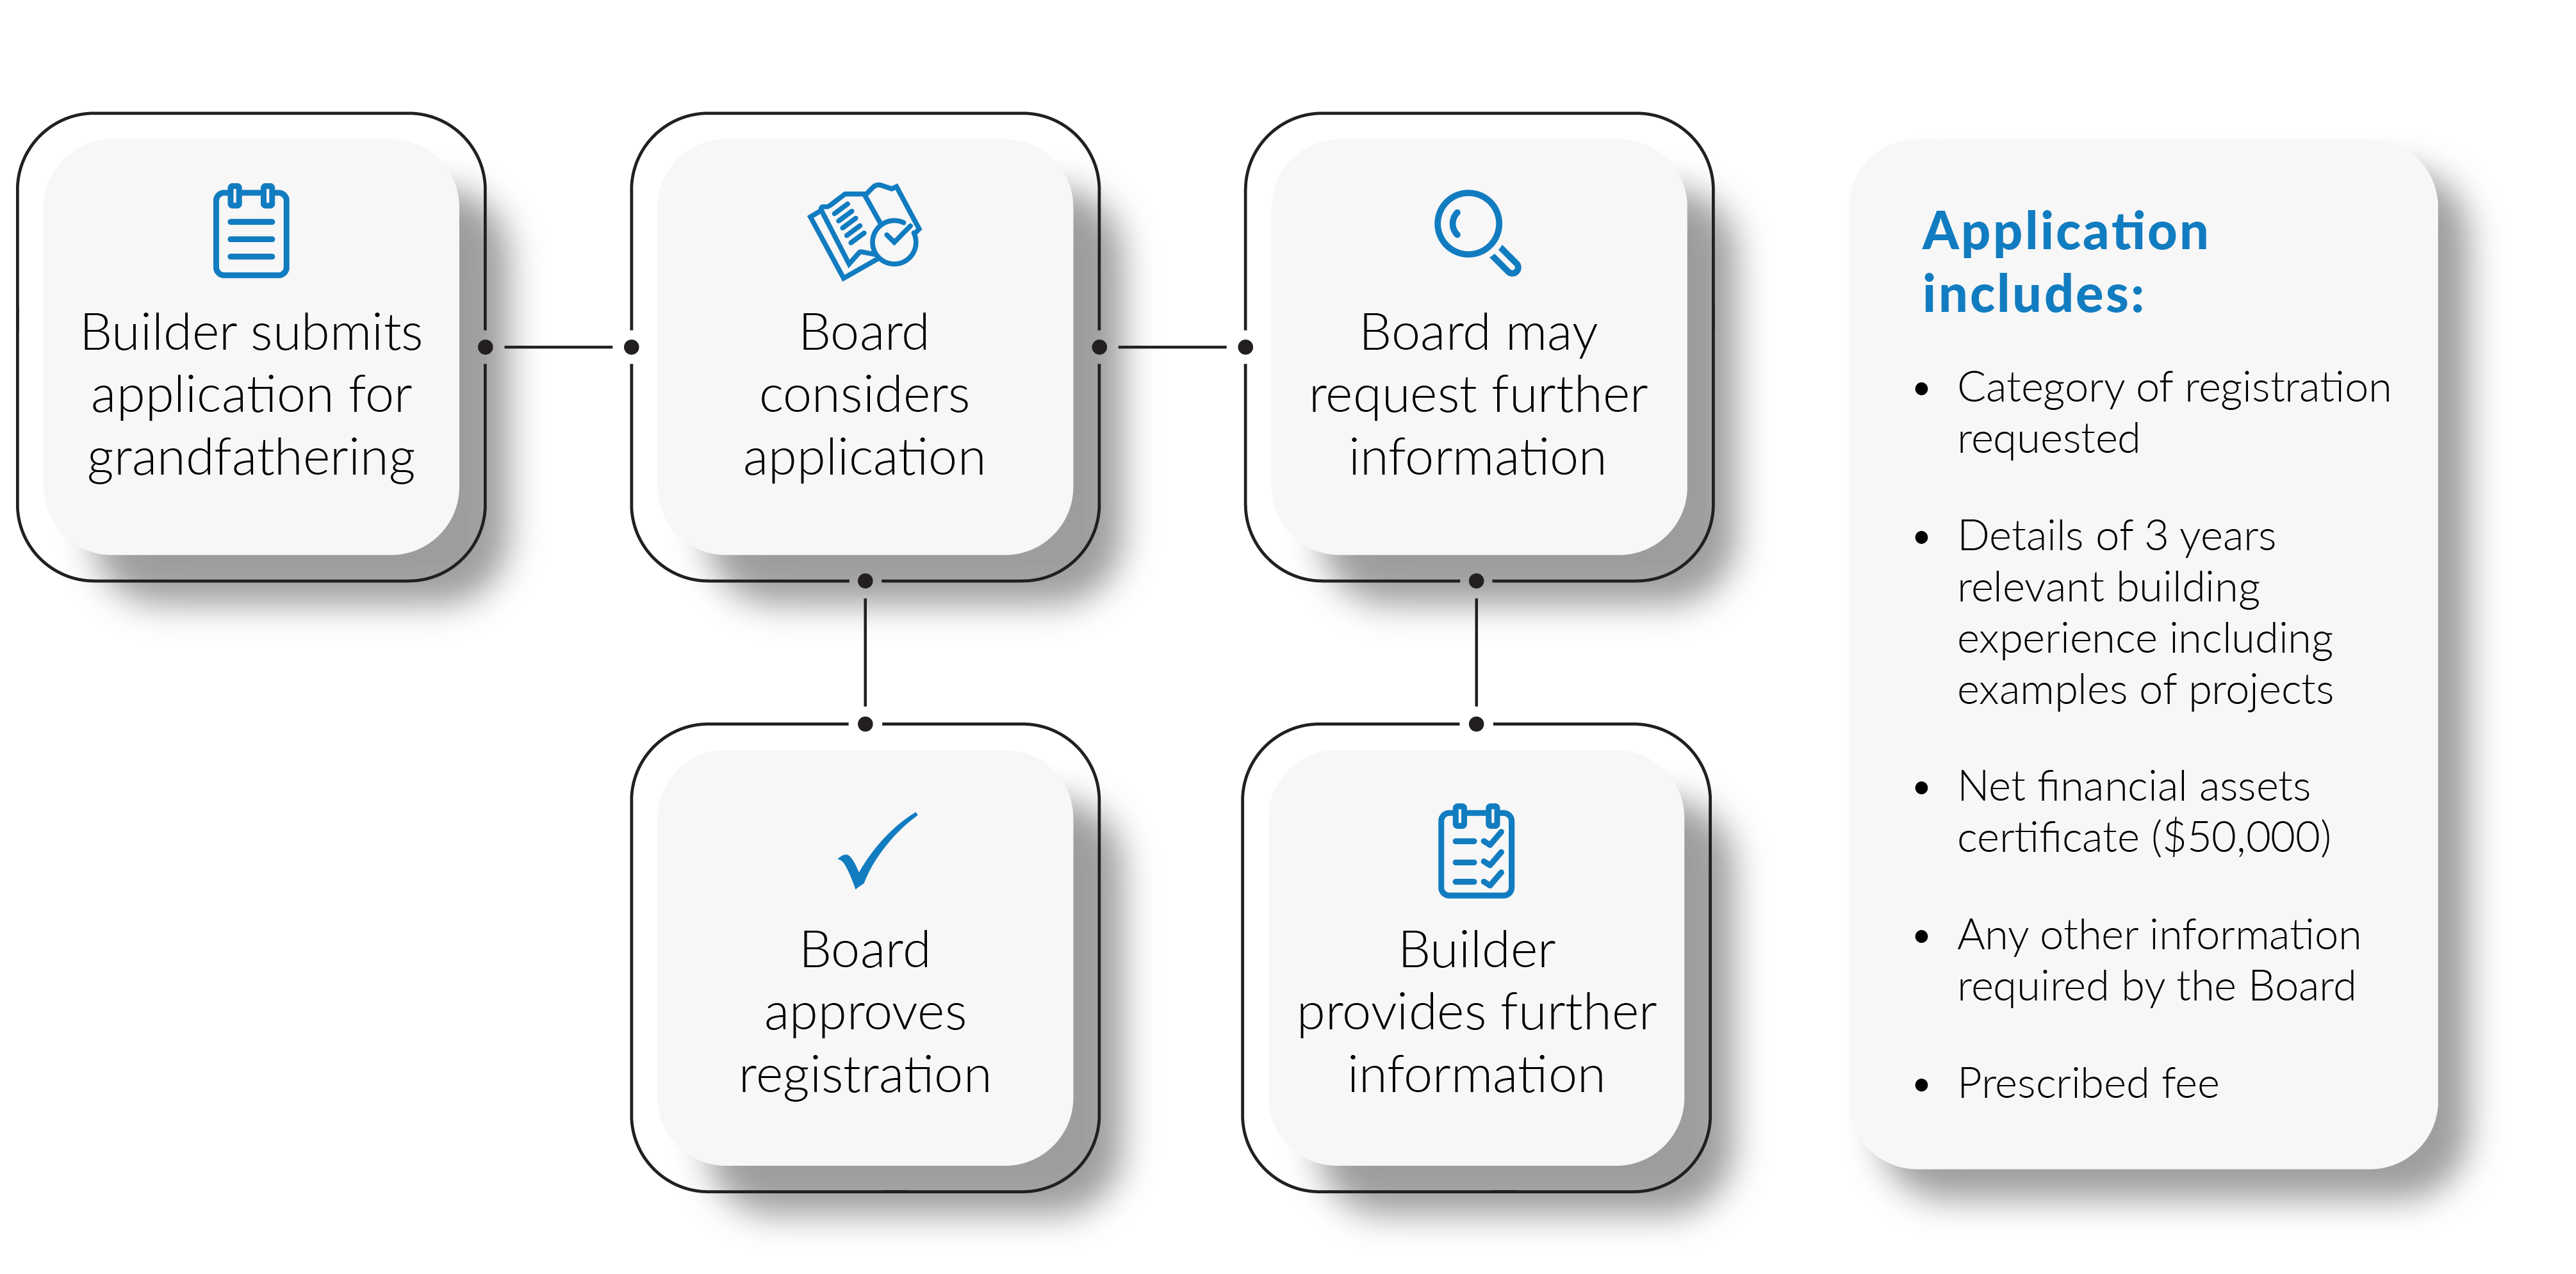 Builder submits
application for
grandfathering
Board
considers
application
Board may
request further
information
Board
approves
registration
Builder
provides further
information
Application
includes:
• Category of registration
requested
• Details of 3 years
relevant building
experience including
examples of projects
• Net financial assets
certificate ($50,000)
• Any other information
required by the Board
• Prescribed fee